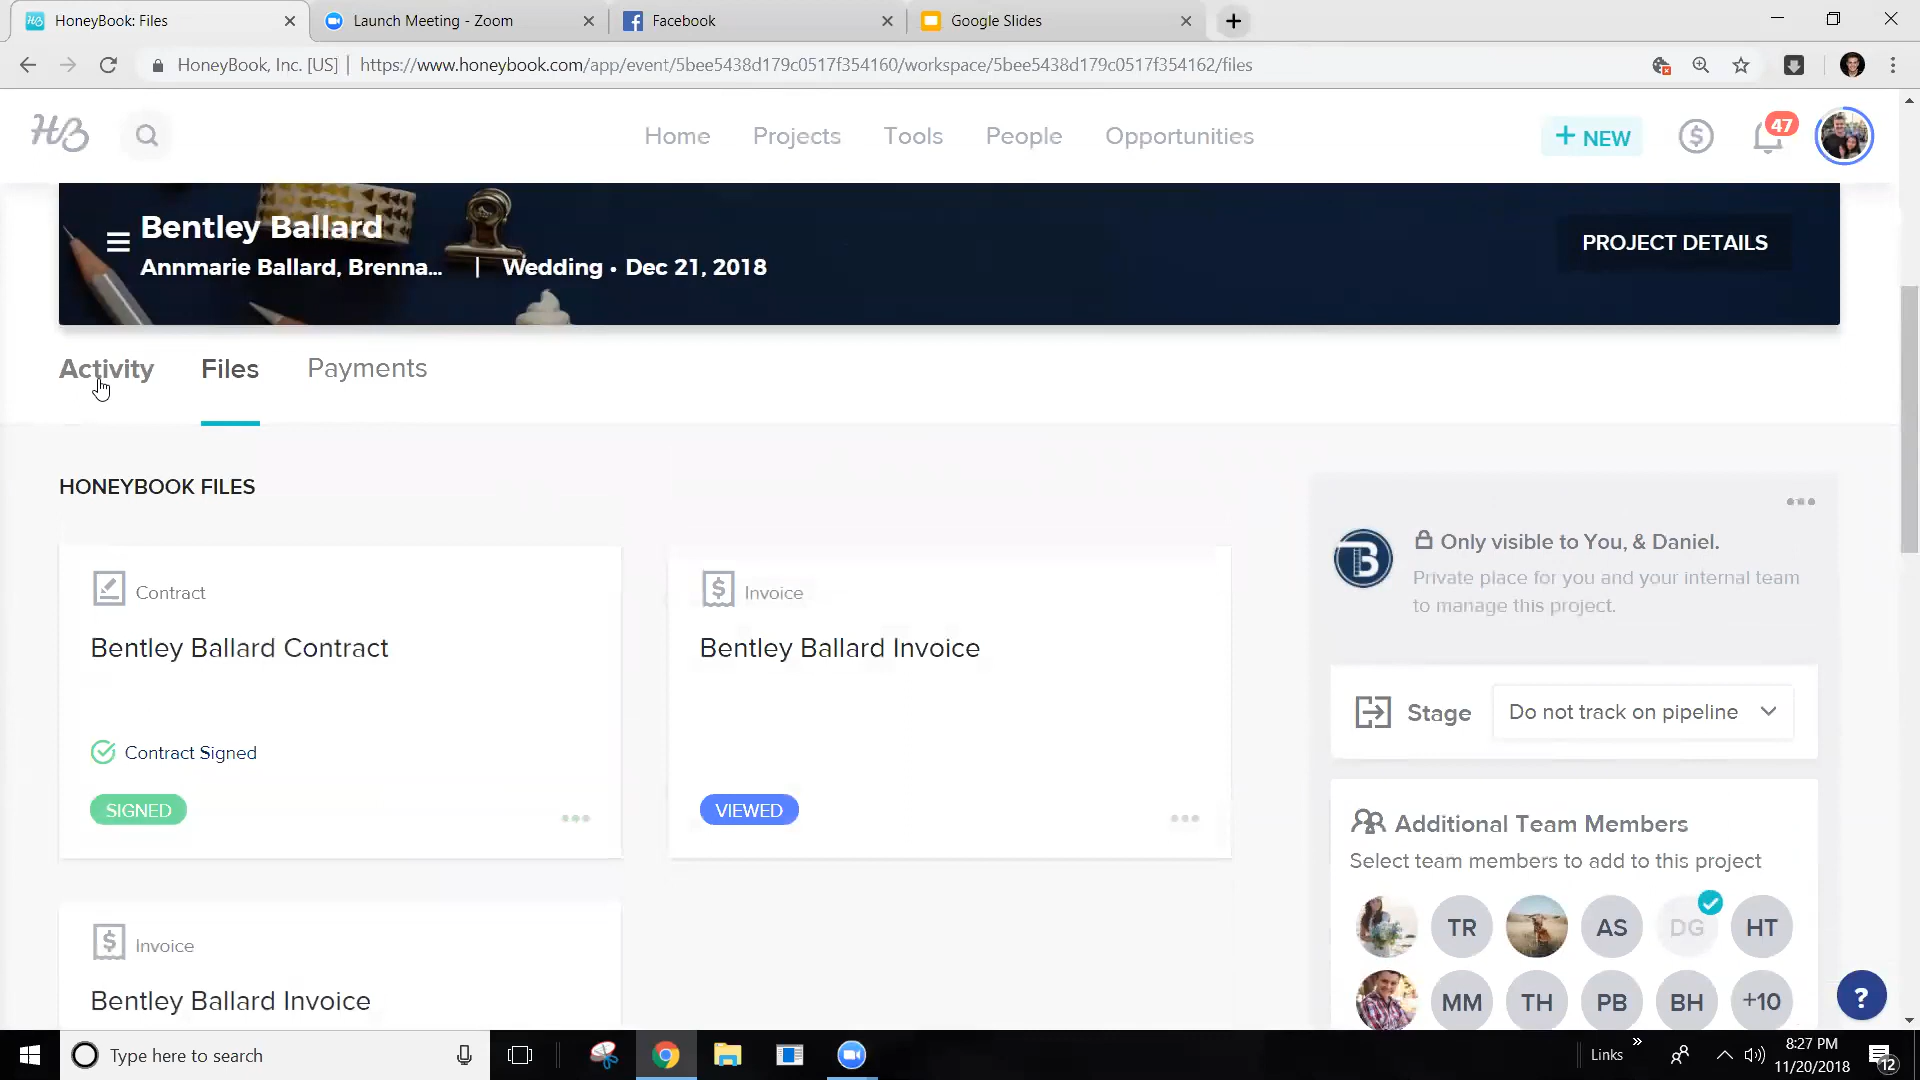 HoneyBook: Files
Launch Meeting - Zoom
Facebook
Google Slides
HoneyBook, Inc. [US] | https://www.honeybook.com/app/event/5bee5438d179c0517f354160/workspace/5bee5438d179c0517f354162/files
HB
Home
Projects
Tools
People
Opportunities
+ NEW
47
Bentley Ballard
PROJECT DETAILS
Annmarie Ballard, Brenna... | Wedding • Dec 21, 2018
Activity
Files
Payments
HONEYBOOK FILES
Contract
Bentley Ballard Contract
Contract Signed
SIGNED
Invoice
Bentley Ballard Invoice
VIEWED
Invoice
Bentley Ballard Invoice
Only visible to You, & Daniel.
Private place for you and your internal team
to manage this project.
Stage
Do not track on pipeline
Additional Team Members
Select team members to add to this project
TR
AS
DG
HT
MM
TH
PB
BH
+10
?
Type here to search
Links
8:27 PM
11/20/2018
12